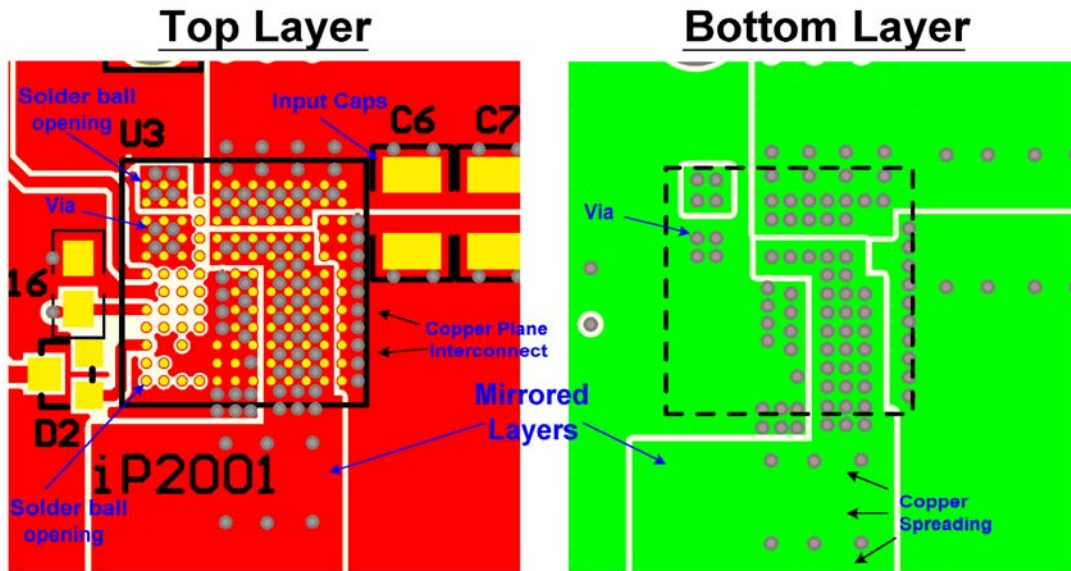 Top Layer
Bottom Layer
Solder ball
opening
U3
Input Caps
C6
C7
Via
Via
16
Copper Plane
Interconnect
Mirrored
Layers
D2
iP2001
Solder ball
opening
Copper
Spreading